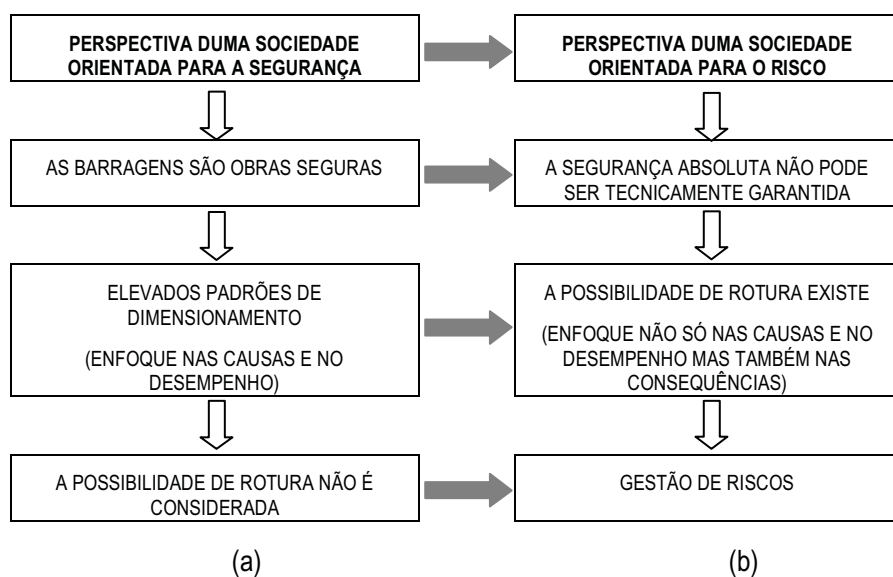 PERSPECTIVA DUMA SOCIEDADE
ORIENTADA PARA A SEGURANÇA
PERSPECTIVA DUMA SOCIEDADE
ORIENTADA PARA O RISCO
AS BARRAGENS SÃO OBRAS SEGURAS
A SEGURANÇA ABSOLUTA NÃO PODE
SER TECNICAMENTE GARANTIDA
ELEVADOS PADRÕES DE
DIMENSIONAMENTO
(ENFOQUE NAS CAUSAS E NO
DESEMPENHO)
A POSSIBILIDADE DE ROTURA EXISTE
(ENFOQUE NÃO SÓ NAS CAUSAS E NO
DESEMPENHO MAS TAMBÉM NAS
CONSEQUÊNCIAS)
A POSSIBILIDADE DE ROTURA NÃO É
CONSIDERADA
GESTÃO DE RISCOS
(a)
(b)